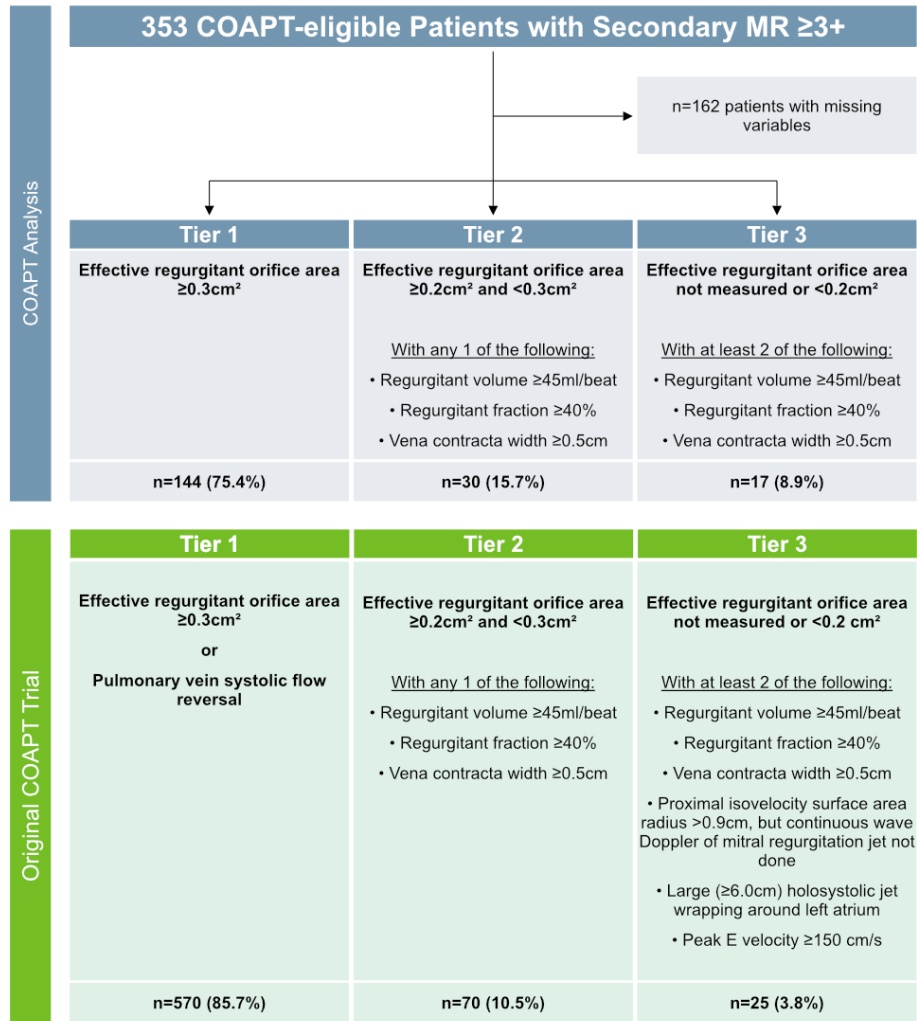 353 COAPT-eligible Patients with Secondary MR ≥3+
n=162 patients with missing
variables
COAPT Analysis
Tier 1
Effective regurgitant orifice area
≥0.3cm²
n=144 (75.4%)
Tier 2
Effective regurgitant orifice area
≥0.2cm² and <0.3cm²
With any 1 of the following:
• Regurgitant volume ≥45ml/beat
• Regurgitant fraction ≥40%
• Vena contracta width ≥0.5cm
n=30 (15.7%)
Tier 3
Effective regurgitant orifice area
not measured or <0.2cm²
With at least 2 of the following:
• Regurgitant volume ≥45ml/beat
• Regurgitant fraction ≥40%
• Vena contracta width ≥0.5cm
n=17 (8.9%)
Original COAPT Trial
Tier 1
Effective regurgitant orifice area
≥0.3cm²
or
Pulmonary vein systolic flow
reversal
n=570 (85.7%)
Tier 2
Effective regurgitant orifice area
≥0.2cm² and <0.3cm²
With any 1 of the following:
• Regurgitant volume ≥45ml/beat
• Regurgitant fraction ≥40%
• Vena contracta width ≥0.5cm
n=70 (10.5%)
Tier 3
Effective regurgitant orifice area
not measured or <0.2 cm²
With at least 2 of the following:
• Regurgitant volume ≥45ml/beat
• Regurgitant fraction ≥40%
• Vena contracta width ≥0.5cm
• Proximal isovelocity surface area
radius >0.9cm, but continuous wave
Doppler of mitral regurgitation jet not
done
• Large (≥6.0cm) holosystolic jet
wrapping around left atrium
• Peak E velocity ≥150 cm/s
n=25 (3.8%)